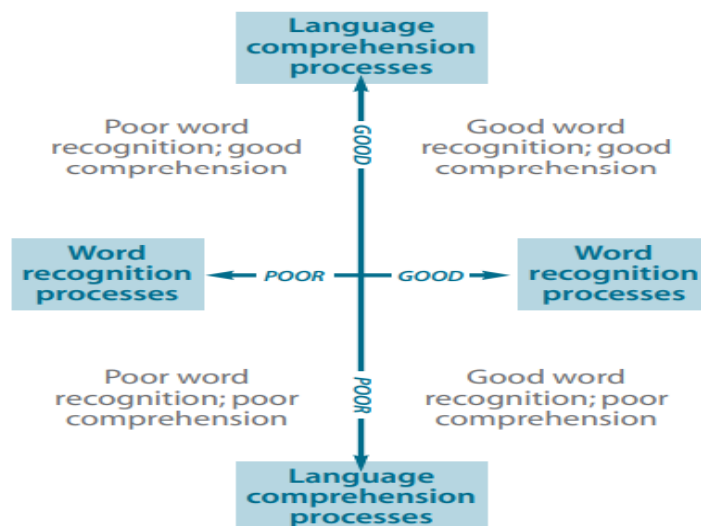 Language
comprehension
processes
GOOD
Poor word
recognition; good
comprehension
Good word
recognition; good
comprehension
Word
recognition
processes
POOR
GOOD
Word
recognition
processes
Poor word
recognition; poor
comprehension
POOR
Good word
recognition; poor
comprehension
Language
comprehension
processes